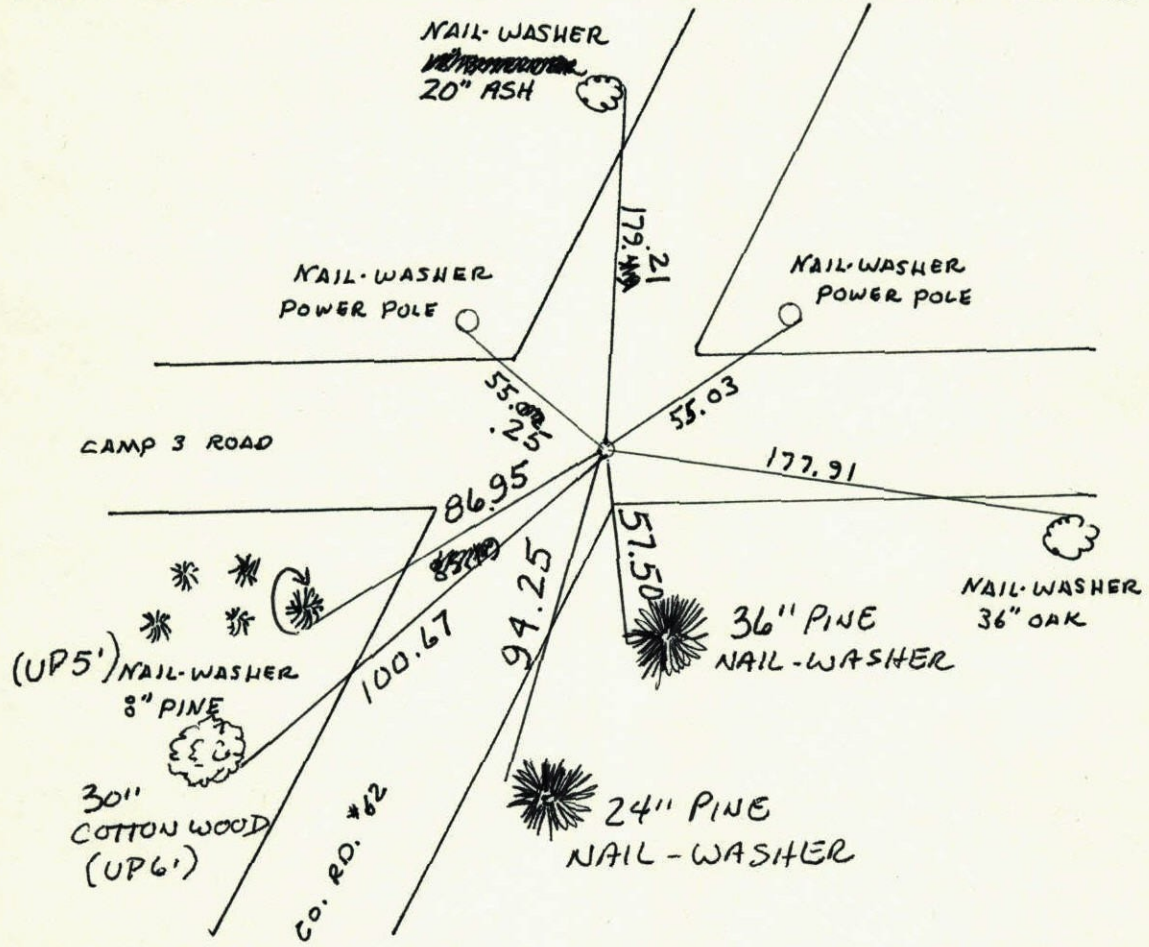 NAIL-WASHER
20" ASH
179.21
NAIL-WASHER
POWER POLE
NAIL-WASHER
POWER POLE
55.
.25
55.03
CAMP 3 ROAD
177.91
86.95
57.50
94.25
100.67
NAIL-WASHER
36" OAK
36" PINE
NAIL-WASHER
(UP5') NAIL-WASHER
8" PINE
30"
COTTON WOOD
(UP6')
24" PINE
NAIL-WASHER
CO. RD. #62